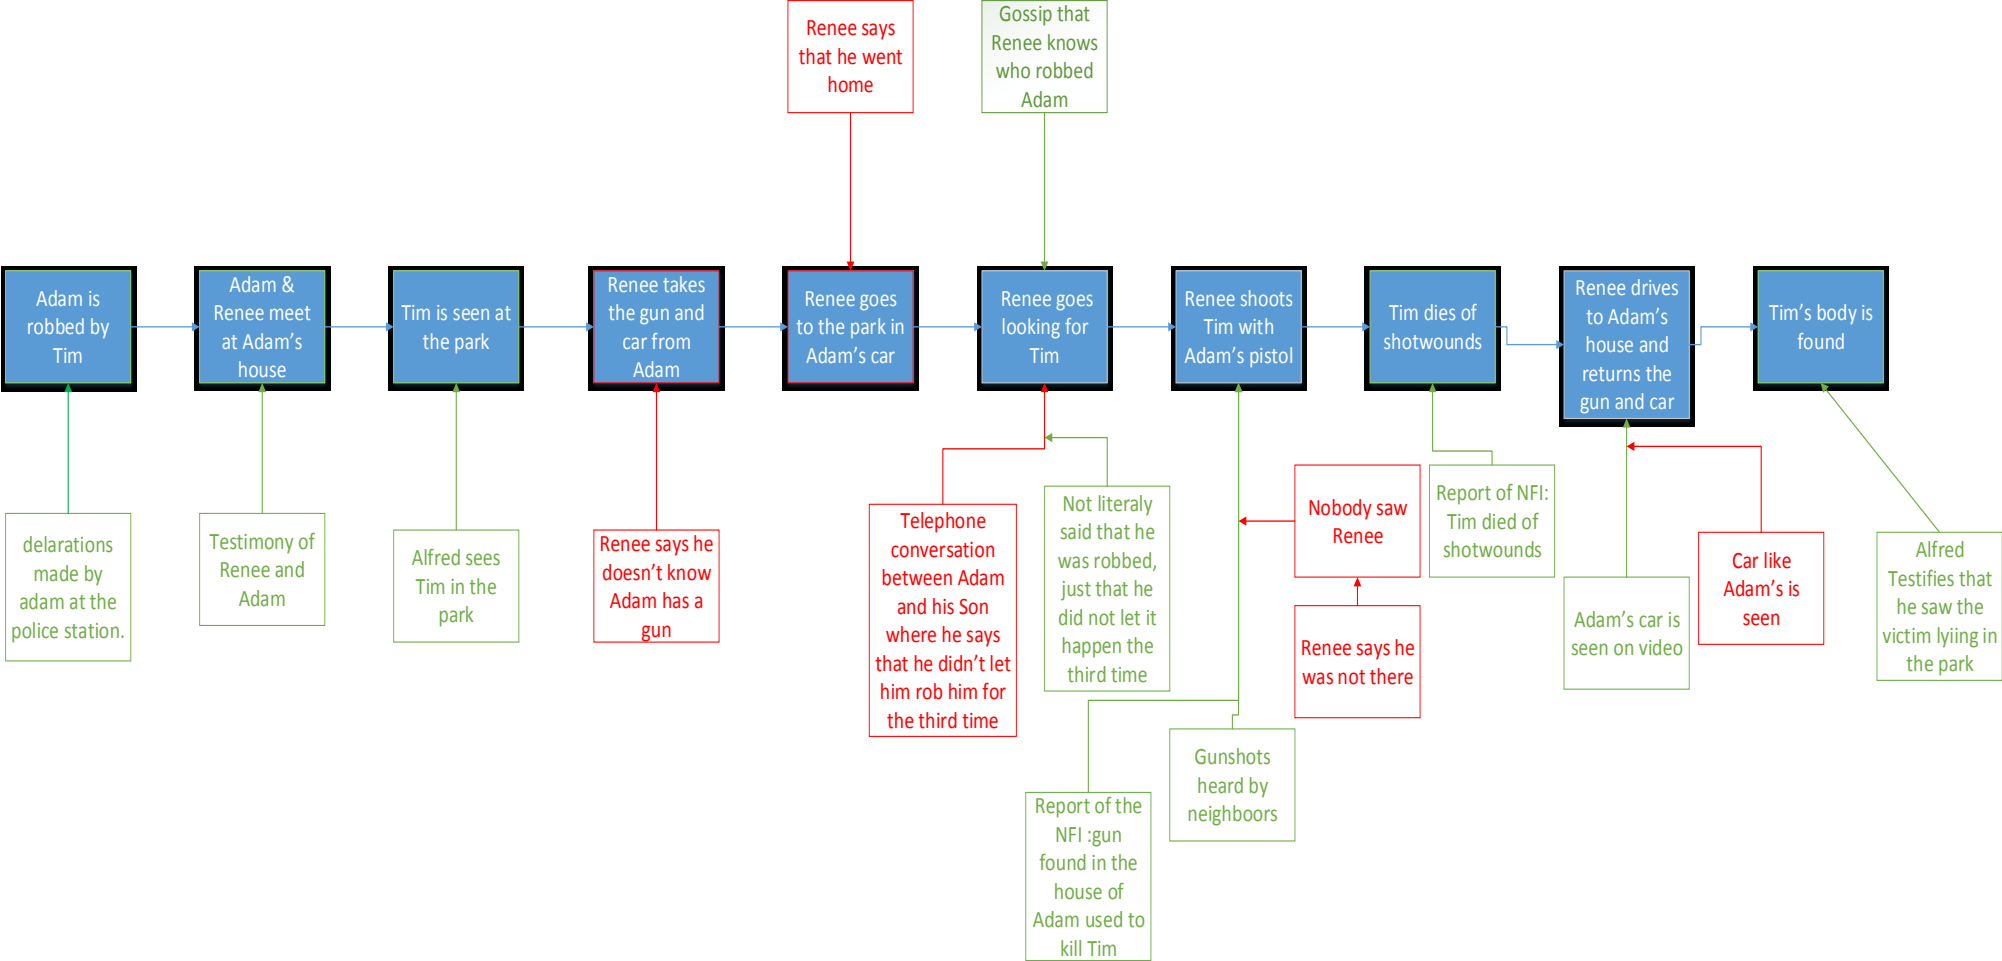 Renee says
that he went
home
Gossip that
Renee knows
who robbed
Adam
Adam is
robbed by
Tim
Adam &
Renee meet
at Adam's
house
Tim is seen at
the park
Renee takes
the gun and
car from
Adam
Renee goes
to the park in
Adam's car
Renee goes
looking for
Tim
Renee shoots
Tim with
Adam's pistol
Tim dies of
shotwounds
Renee drives
to Adam's
house and
returns the
gun and car
Tim's body is
found
delarations
made by
adam at the
police station.
Testimony of
Renee and
Adam
Alfred sees
Tim in the
park
Renee says he
doesn't know
Adam has a
gun
Telephone
conversation
between Adam
and his Son
where he says
that he didn't let
him rob him for
the third time
Not literaly
said that he
was robbed,
just that he
did not let it
happen the
third time
Nobody saw
Renee
Renee says he
was not there
Report of NFI:
Tim died of
shotwounds
Adam's car is
seen on video
Car like
Adam's is
seen
Alfred
Testifies that
he saw the
victim lyiing in
the park
Gunshots
heard by
neighboors
Report of the
NFI :gun
found in the
house of
Adam used to
kill Tim